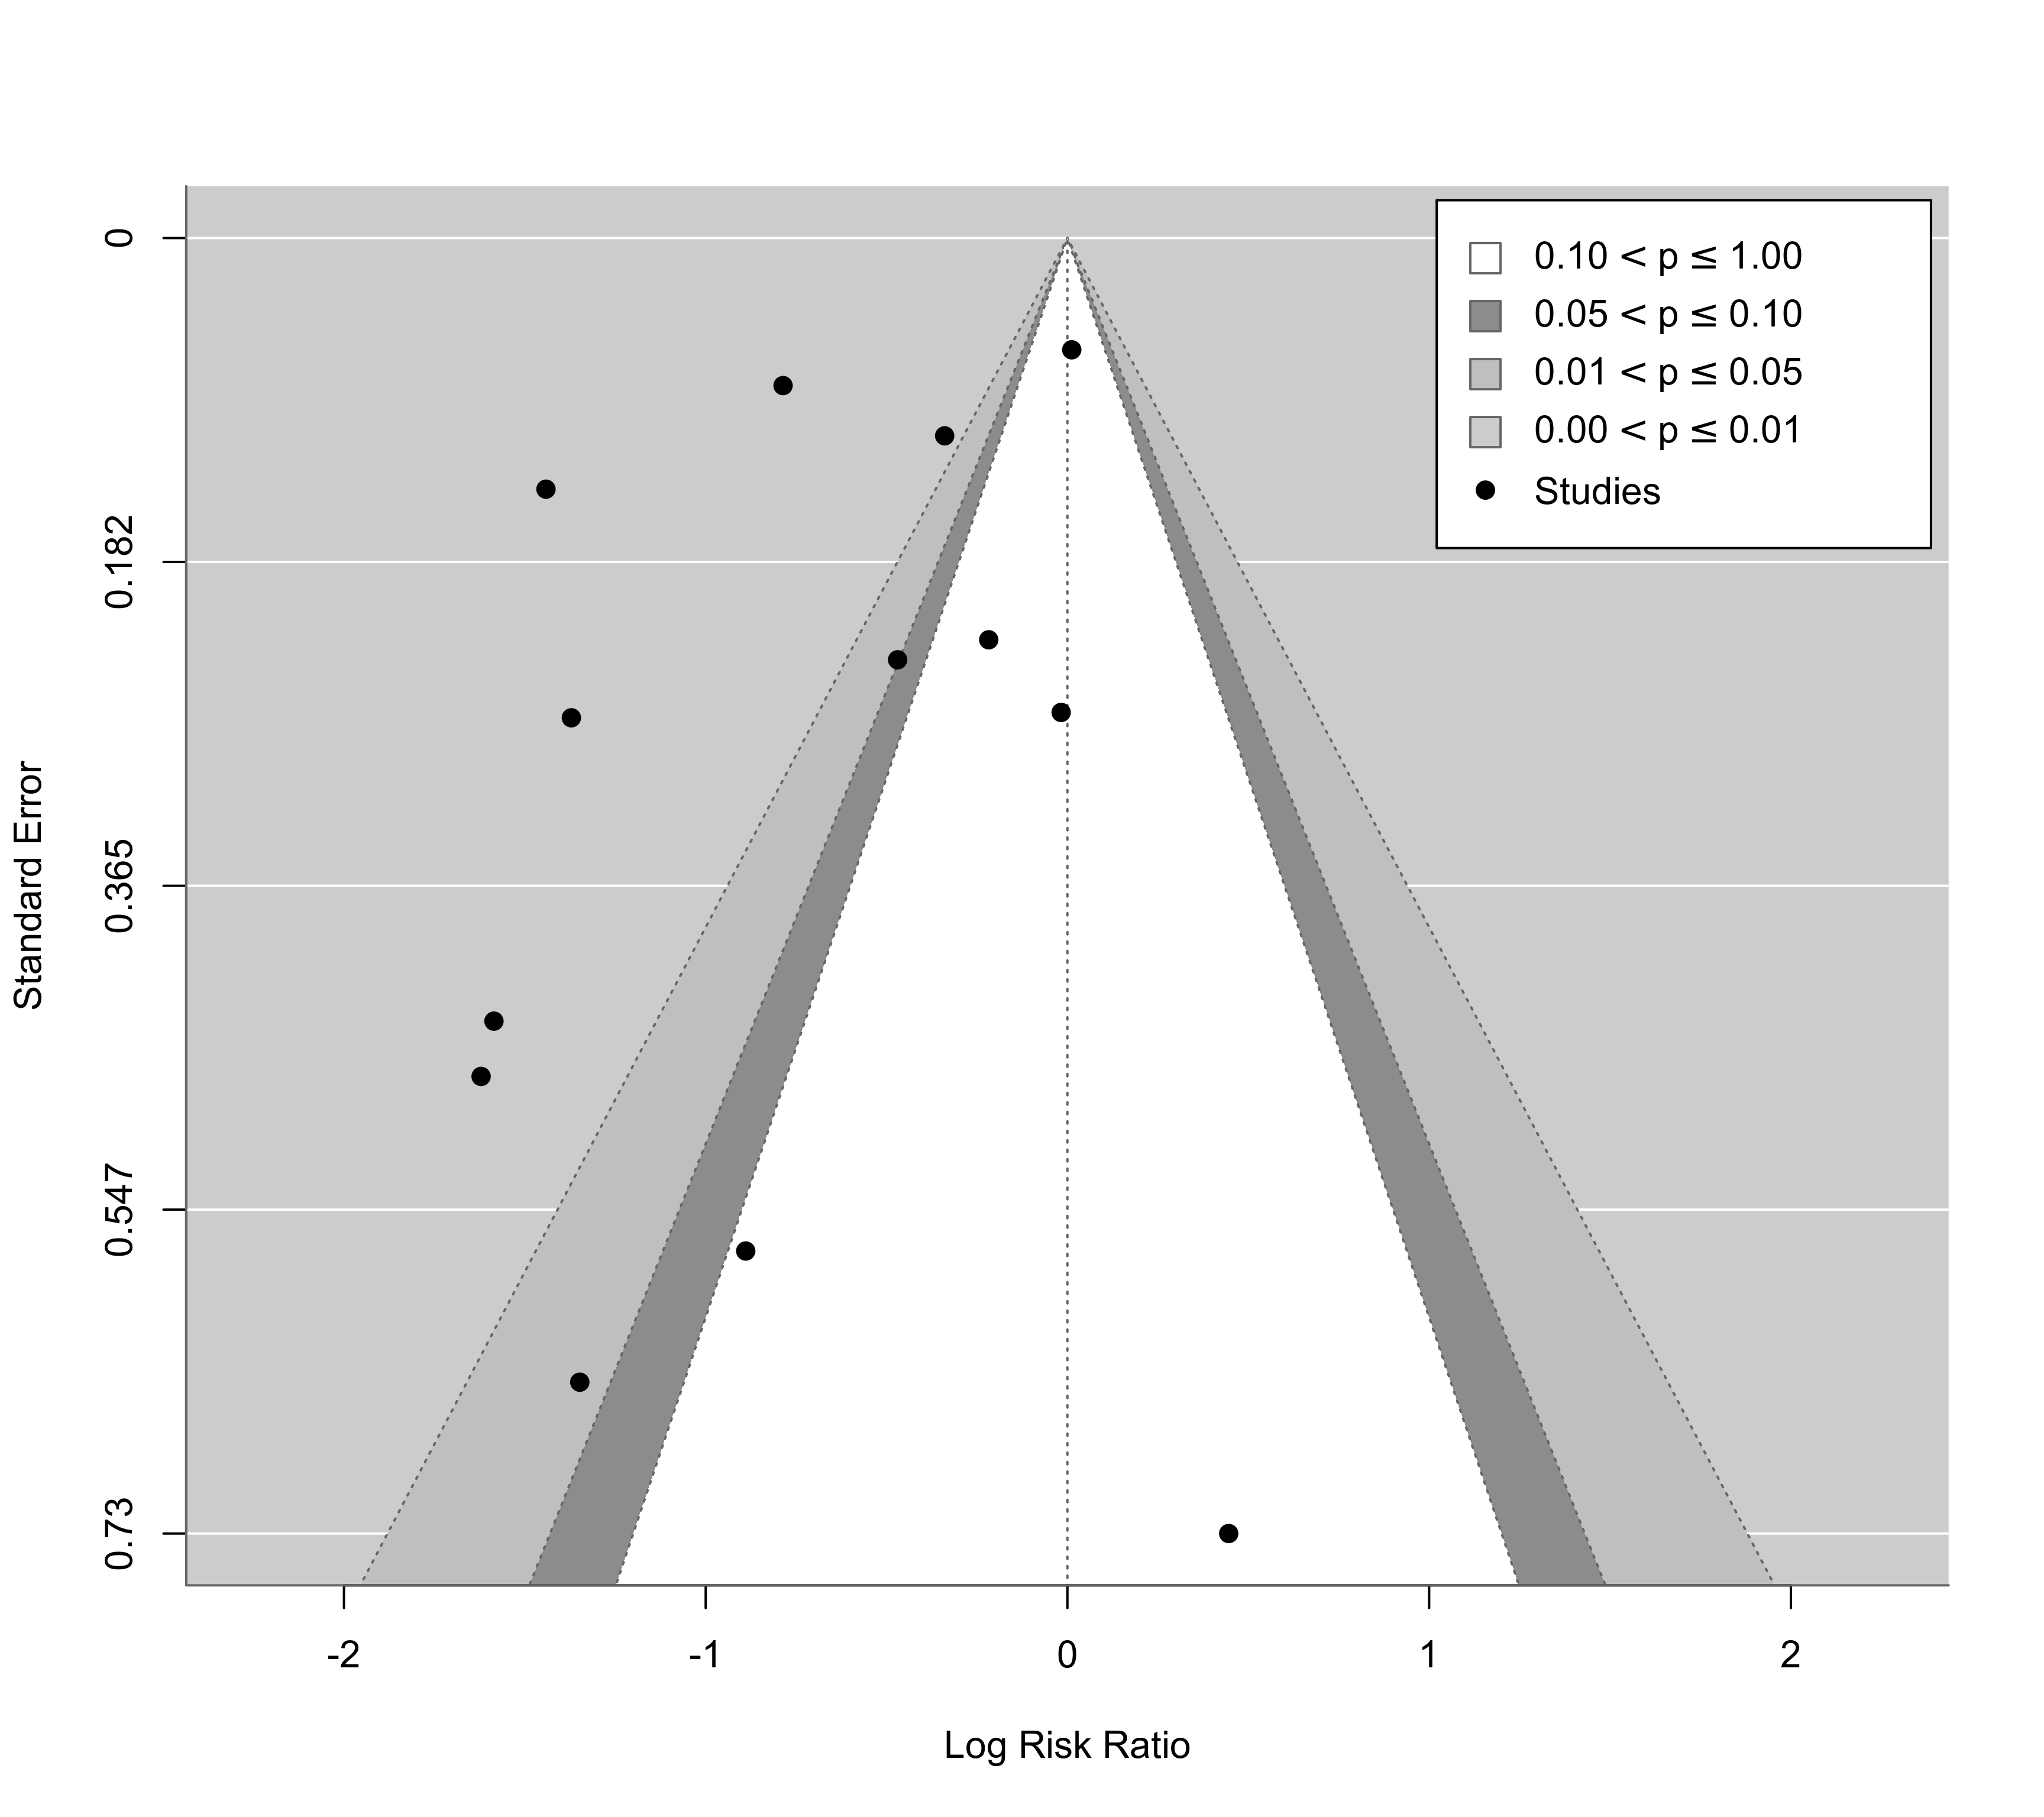 0.10 < p ≤ 1.00
0.05 < p ≤ 0.10
0.01 < p ≤ 0.05
0.00 < p ≤ 0.01
Studies
Standard Error
0
0.182
0.365
0.547
0.73
-2 -1 0 1 2
Log Risk Ratio